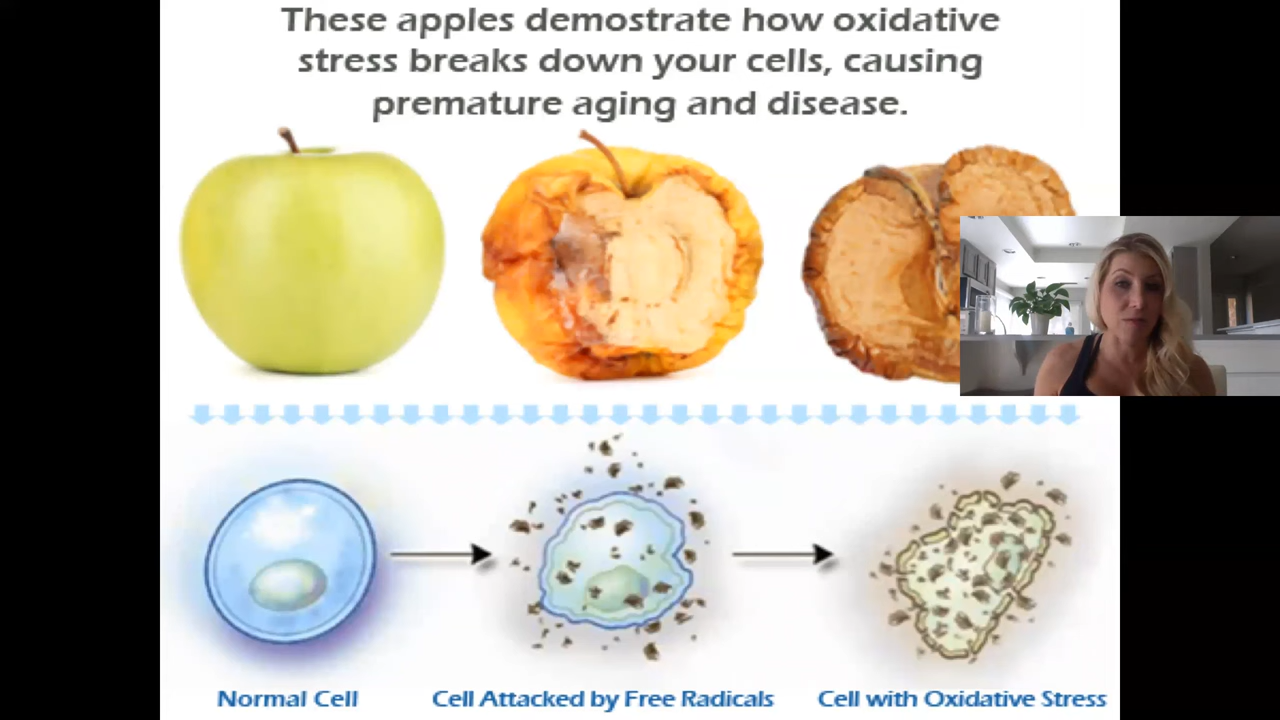 These apples demostrate how oxidative
stress breaks down your cells, causing
premature aging and disease.
Normal Cell
Cell Attacked by Free Radicals
Cell with Oxidative Stress